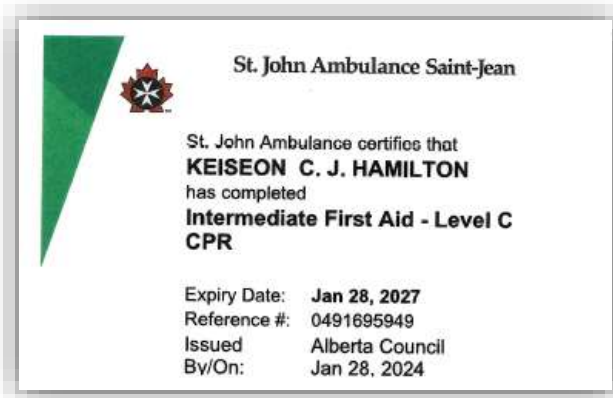 St. John Ambulance Saint-Jean
St. John Ambulance certifies that
KEISEON C. J. HAMILTON
has completed
Intermediate First Aid - Level C
CPR
Expiry Date: Jan 28, 2027
Reference #: 0491695949
Issued Alberta Council
By/On: Jan 28, 2024